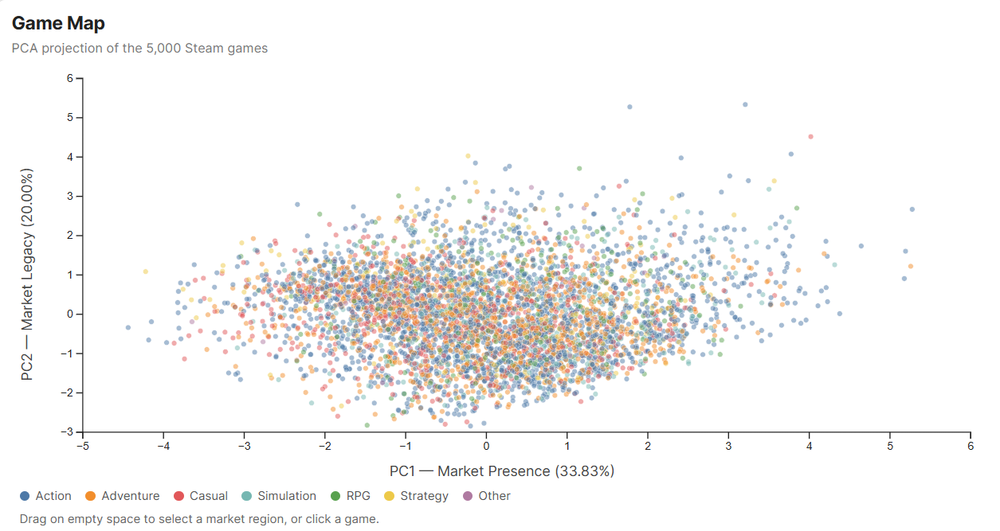 Game Map
PCA projection of the 5,000 Steam games
6
5
4
3
2
1
0
−1
−2
−3
PC2 — Market Legacy (20.00%)
−5 −4 −3 −2 −1 0 1 2 3 4 5 6
PC1 — Market Presence (33.83%)
Action Adventure Casual Simulation RPG Strategy Other
Drag on empty space to select a market region, or click a game.